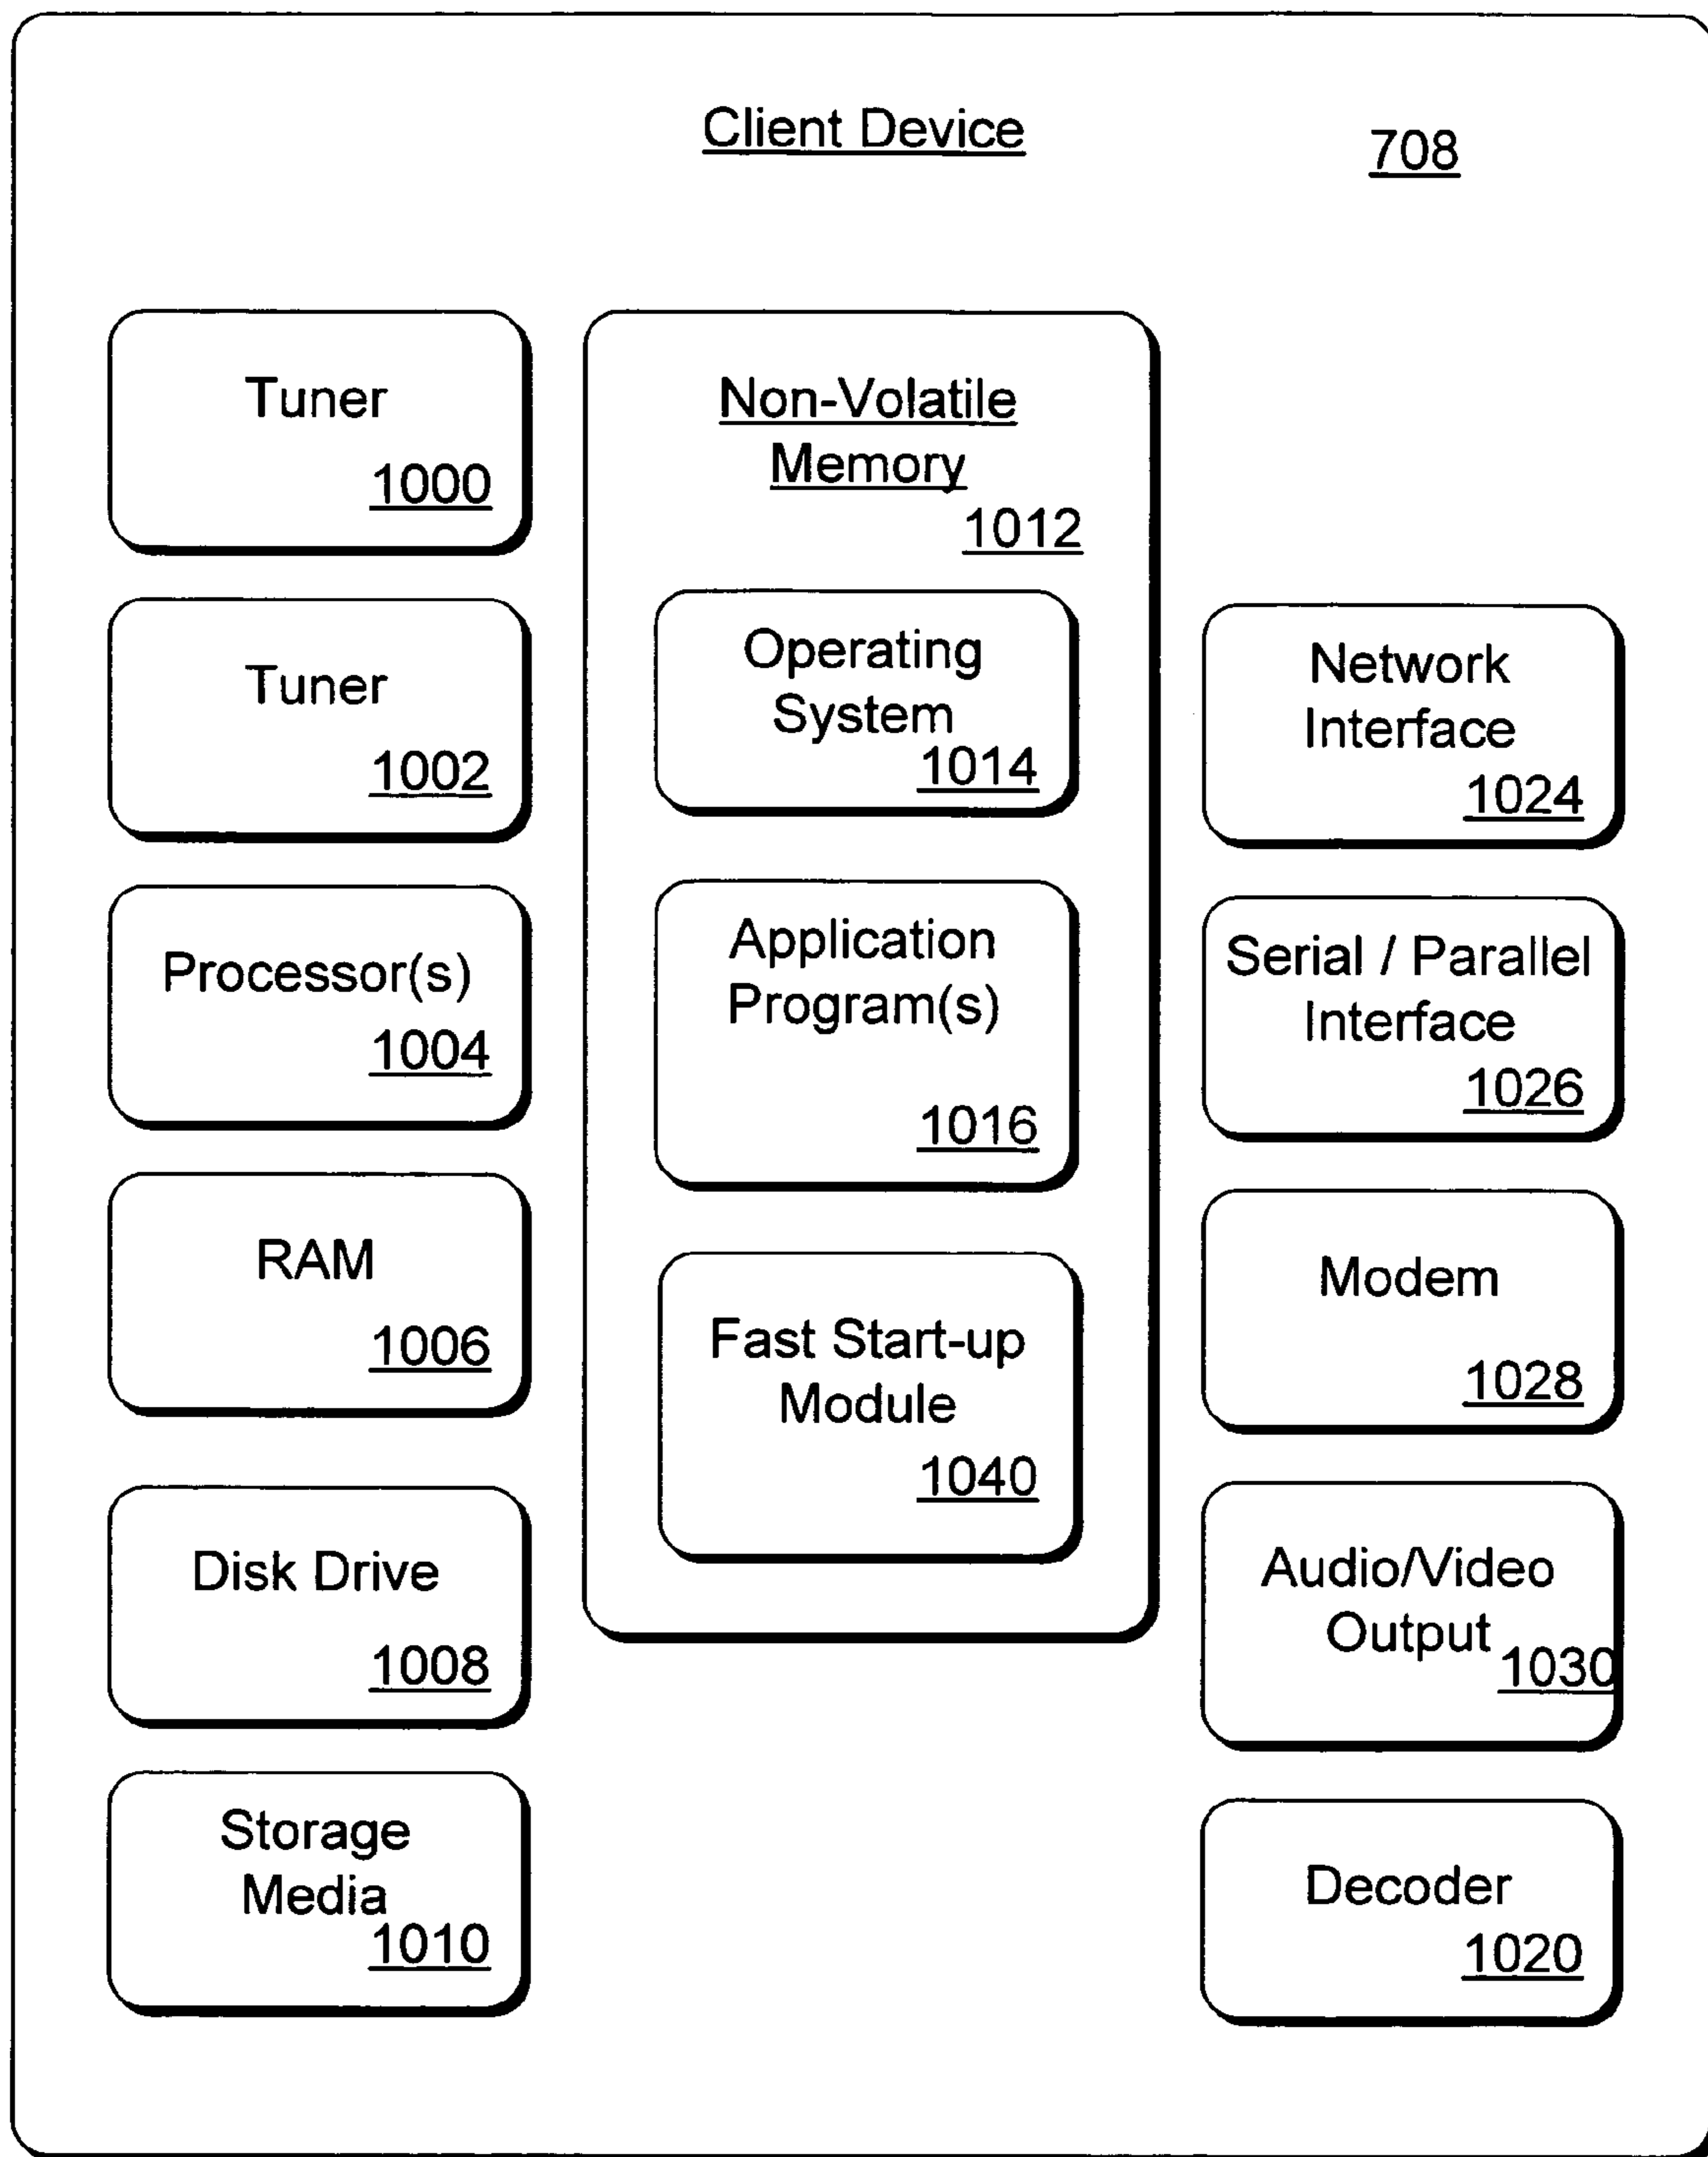 Client Device
708
Tuner
1000
Tuner
1002
Processor(s)
1004
RAM
1006
Disk Drive
1008
Storage
Media
1010
Non-Volatile
Memory
1012
Operating
System
1014
Application
Program(s)
1016
Fast Start-up
Module
1040
Network
Interface
1024
Serial / Parallel
Interface
1026
Modem
1028
Audio/Video
Output
1030
Decoder
1020